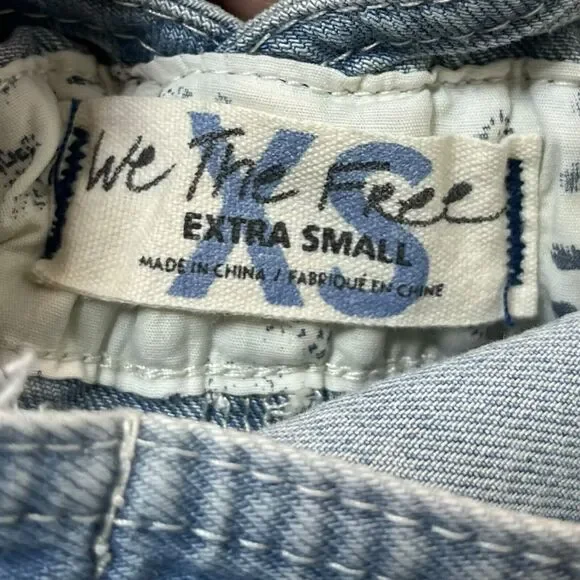 We The Free
XS
EXTRA SMALL
MADE IN CHINA / FABRIQUÉ EN CHINE